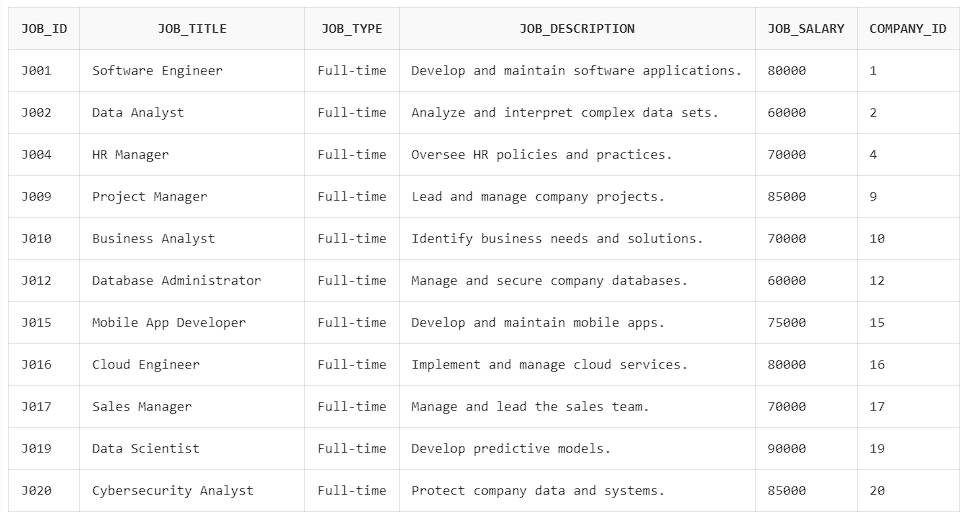 JOB_ID JOB_TITLE JOB_TYPE JOB_DESCRIPTION JOB_SALARY COMPANY_ID
J001 Software Engineer Full-time Develop and maintain software applications. 80000 1
J002 Data Analyst Full-time Analyze and interpret complex data sets. 60000 2
J004 HR Manager Full-time Oversee HR policies and practices. 70000 4
J009 Project Manager Full-time Lead and manage company projects. 85000 9
J010 Business Analyst Full-time Identify business needs and solutions. 70000 10
J012 Database Administrator Full-time Manage and secure company databases. 60000 12
J015 Mobile App Developer Full-time Develop and maintain mobile apps. 75000 15
J016 Cloud Engineer Full-time Implement and manage cloud services. 80000 16
J017 Sales Manager Full-time Manage and lead the sales team. 70000 17
J019 Data Scientist Full-time Develop predictive models. 90000 19
J020 Cybersecurity Analyst Full-time Protect company data and systems. 85000 20